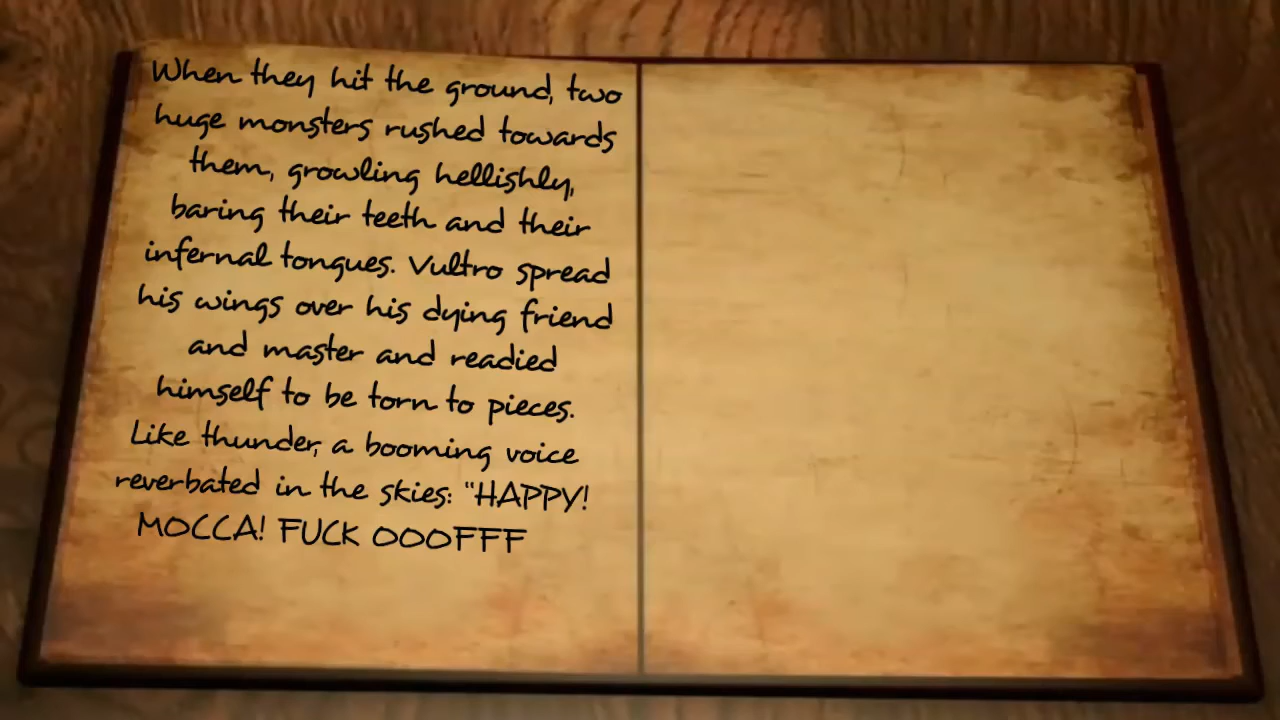 When they hit the ground, two
huge monsters rushed towards
them, growling hellishly,
baring their teeth and their
infernal tongues. Vultro spread
his wings over his dying friend
and master and readied
himself to be torn to pieces.
Like thunder, a booming voice
reverbated in the skies: "HAPPY!
MOCCA! FUCK OOOFFF